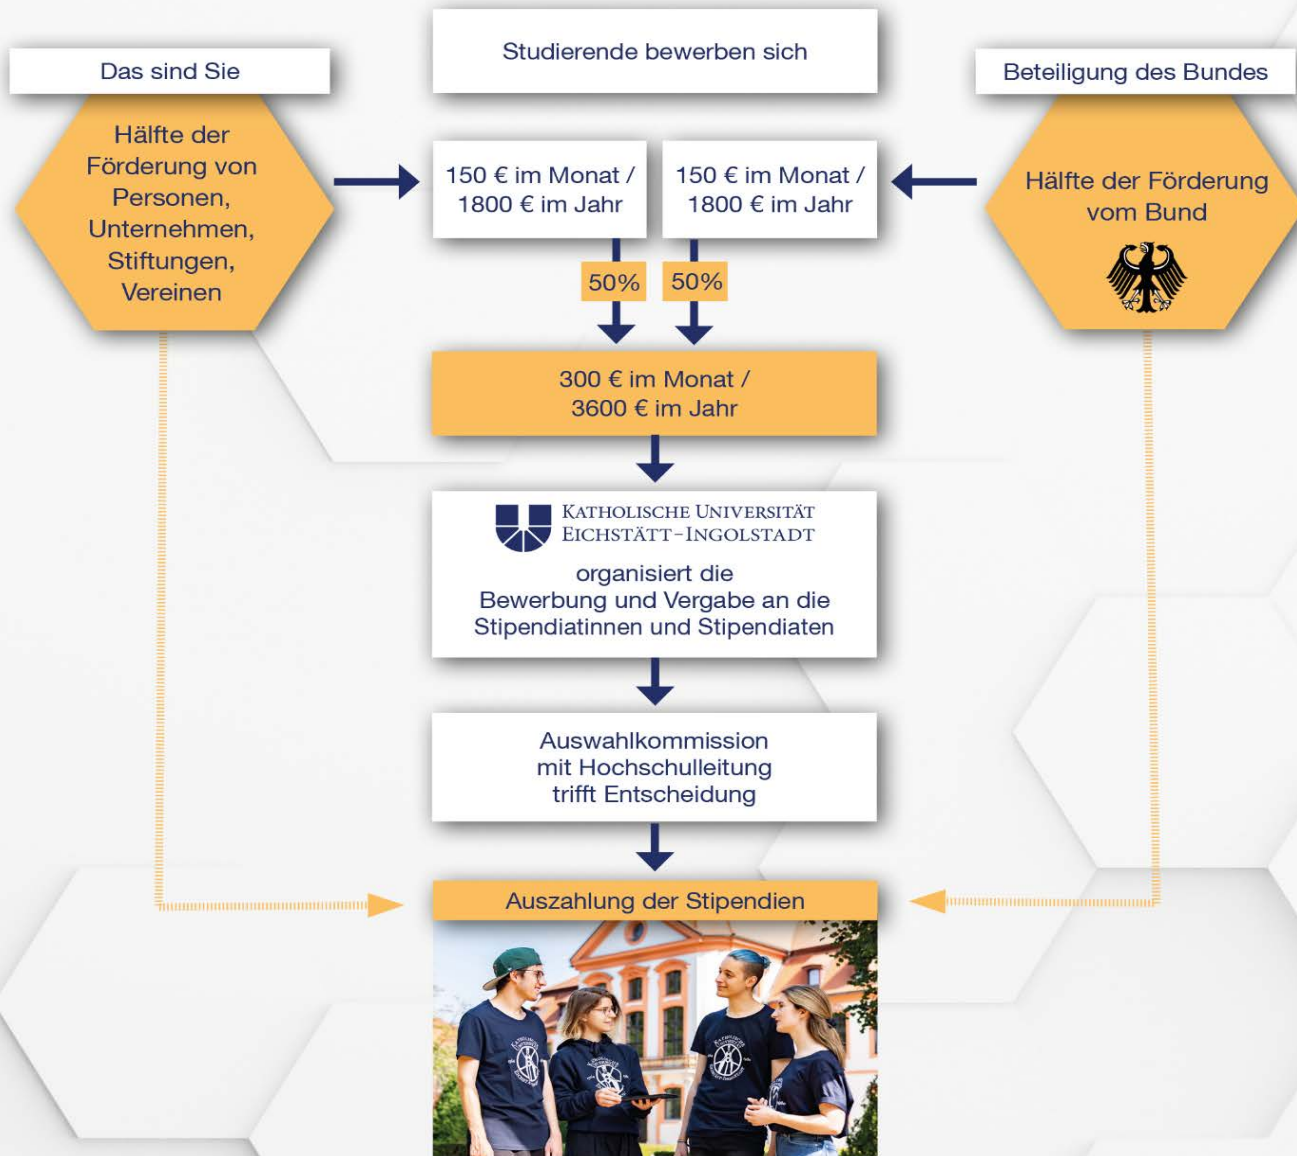 Studierende bewerben sich
Das sind Sie
Beteiligung des Bundes
Hälfte der
Förderung von
Personen,
Unternehmen,
Stiftungen,
Vereinen
150 € im Monat /
1800 € im Jahr
150 € im Monat /
1800 € im Jahr
Hälfte der Förderung
vom Bund
50%
50%
300 € im Monat /
3600 € im Jahr
KATHOLISCHE UNIVERSITÄT
EICHSTÄTT-INGOLSTADT
organisiert die
Bewerbung und Vergabe an die
Stipendiatinnen und Stipendiaten
Auswahlkommission
mit Hochschulleitung
trifft Entscheidung
Auszahlung der Stipendien